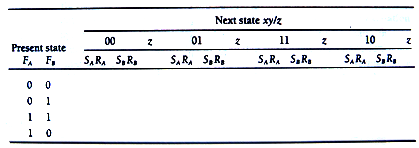 Next state xy/z
Present state 00 z 01 z 11 z 10 z
F_A F_B S_A R_A S_B R_B S_A R_A S_B R_B S_A R_A S_B R_B S_A R_A S_B R_B
0 0
0 1
1 1
1 0